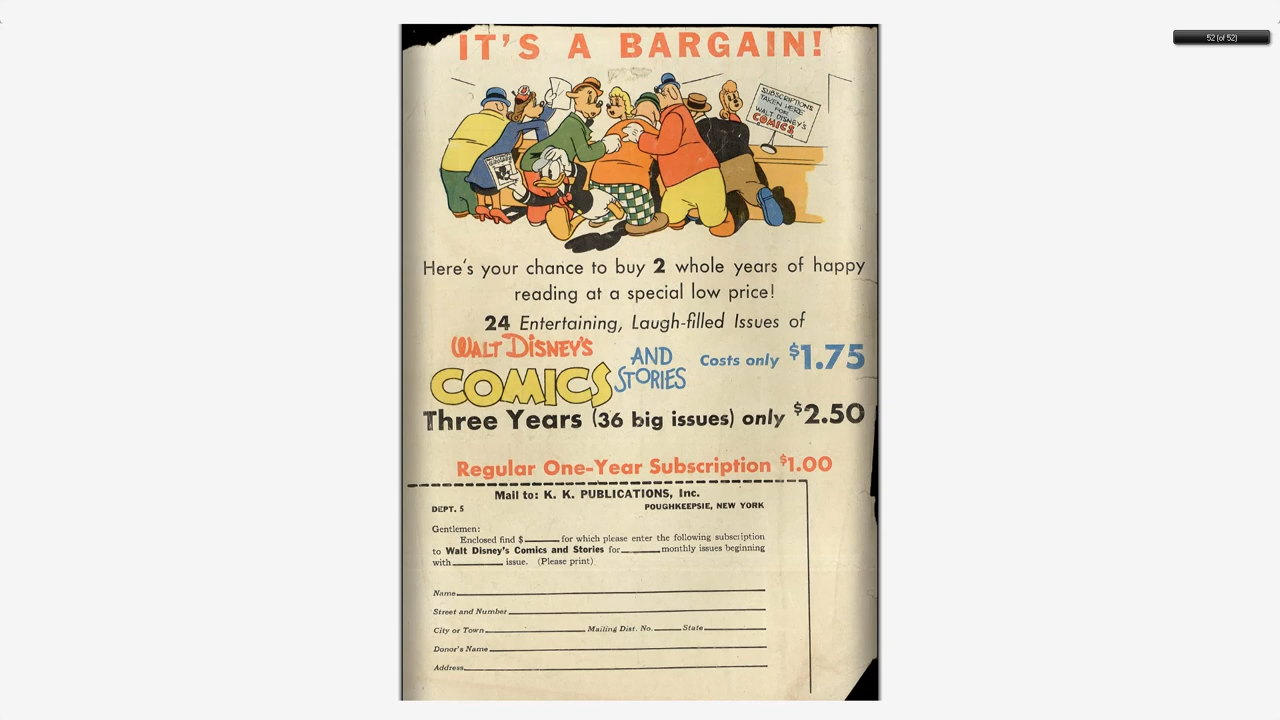 52 (of 52)
IT'S A BARGAIN!
SUBSCRIPTIONS
TAKEN HERE
FOR
WALT DISNEY'S
COMICS
Here's your chance to buy 2 whole years of happy
reading at a special low price!
24 Entertaining, Laugh-filled Issues of
WALT DISNEY'S
COMICS
AND
STORIES
Costs only $1.75
Three Years (36 big issues) only $2.50
Regular One-Year Subscription $1.00
Mail to: K. K. PUBLICATIONS, Inc.
DEPT. 5 POUGHKEEPSIE, NEW YORK
Gentlemen:
Enclosed find $ for which please enter the following subscription
to Walt Disney's Comics and Stories for monthly issues beginning
with issue. (Please print)
Name
Street and Number
City or Town Mailing Dist. No. State
Donor's Name
Address